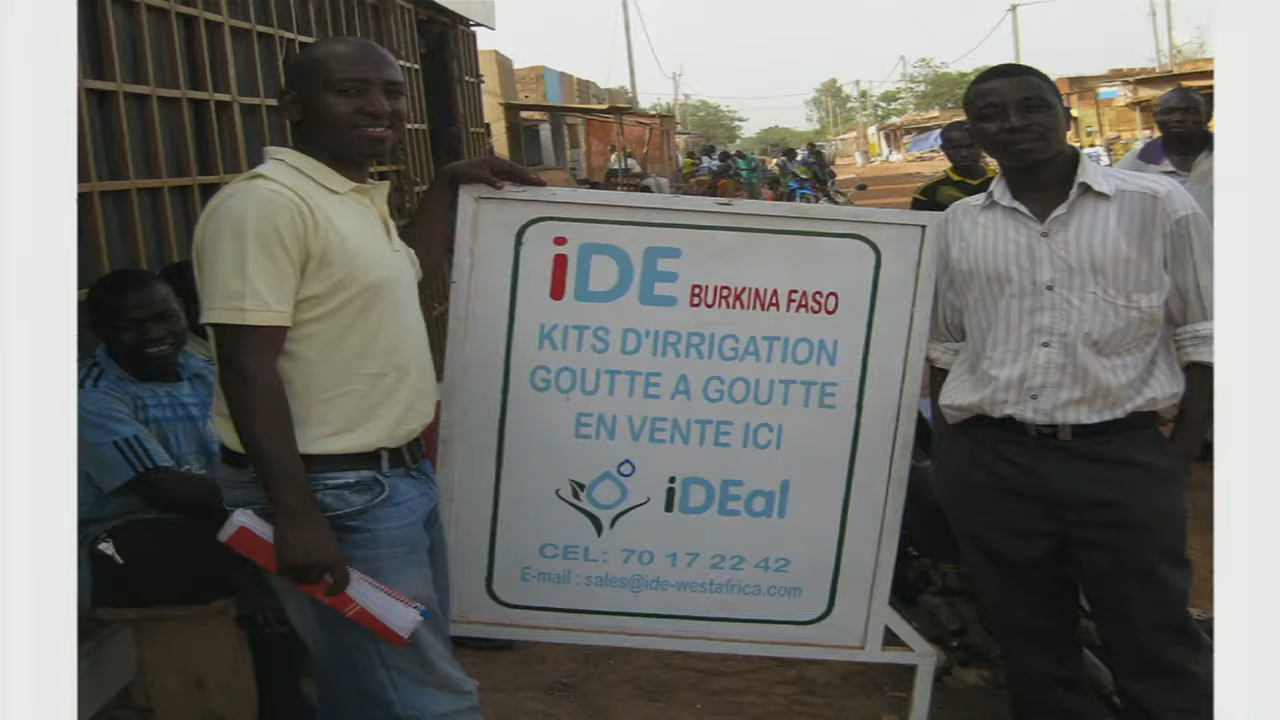 iDE BURKINA FASO
KITS D'IRRIGATION
GOUTTE A GOUTTE
EN VENTE ICI
iDEal
CEL: 70 17 22 42
E-mail : sales@ide-westafrica.com